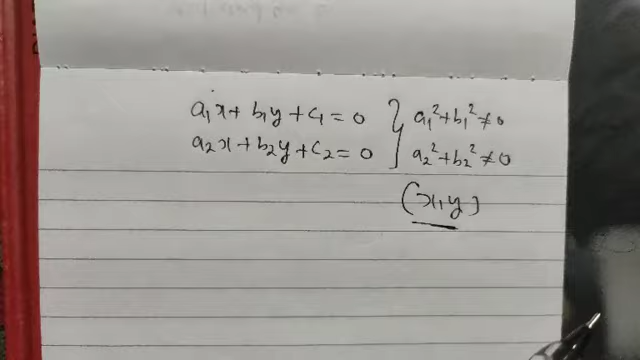 a₁x + b₁y + c₁ = 0 } a₁² + b₁² ≠ 0
a₂x + b₂y + c₂ = 0 } a₂² + b₂² ≠ 0
(x, y)